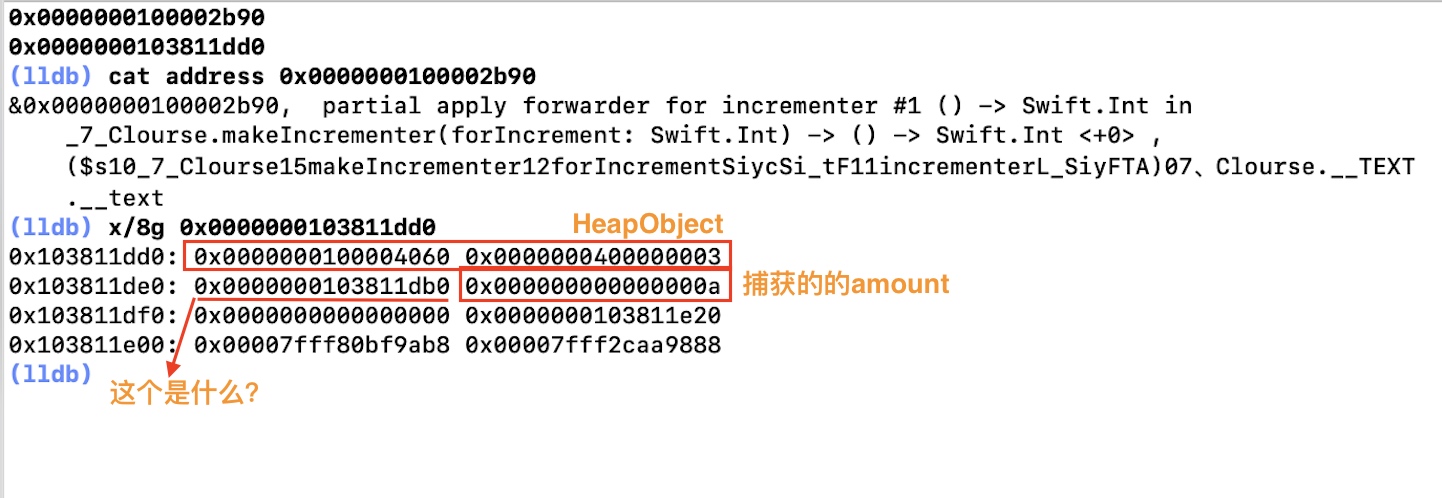 0x0000000100002b90
0x0000000103811dd0
(lldb) cat address 0x0000000100002b90
&0x0000000100002b90,  partial apply forwarder for incrementer #1 () -> Swift.Int in
_7_Clourse.makeIncrementer(forIncrement: Swift.Int) -> () -> Swift.Int <+0> ,
($s10_7_Clourse15makeIncrementer12forIncrementSiycSi_tF11incrementerL_SiyFTA)07、Clourse.__TEXT
.__text
(lldb) x/8g 0x0000000103811dd0
HeapObject
0x103811dd0: 0x0000000100004060 0x0000000400000003
0x103811de0: 0x0000000103811db0 0x000000000000000a
捕获的的amount
0x103811df0: 0x0000000000000000 0x0000000103811e20
0x103811e00: 0x00007fff80bf9ab8 0x00007fff2caa9888
(lldb)
这个是什么?